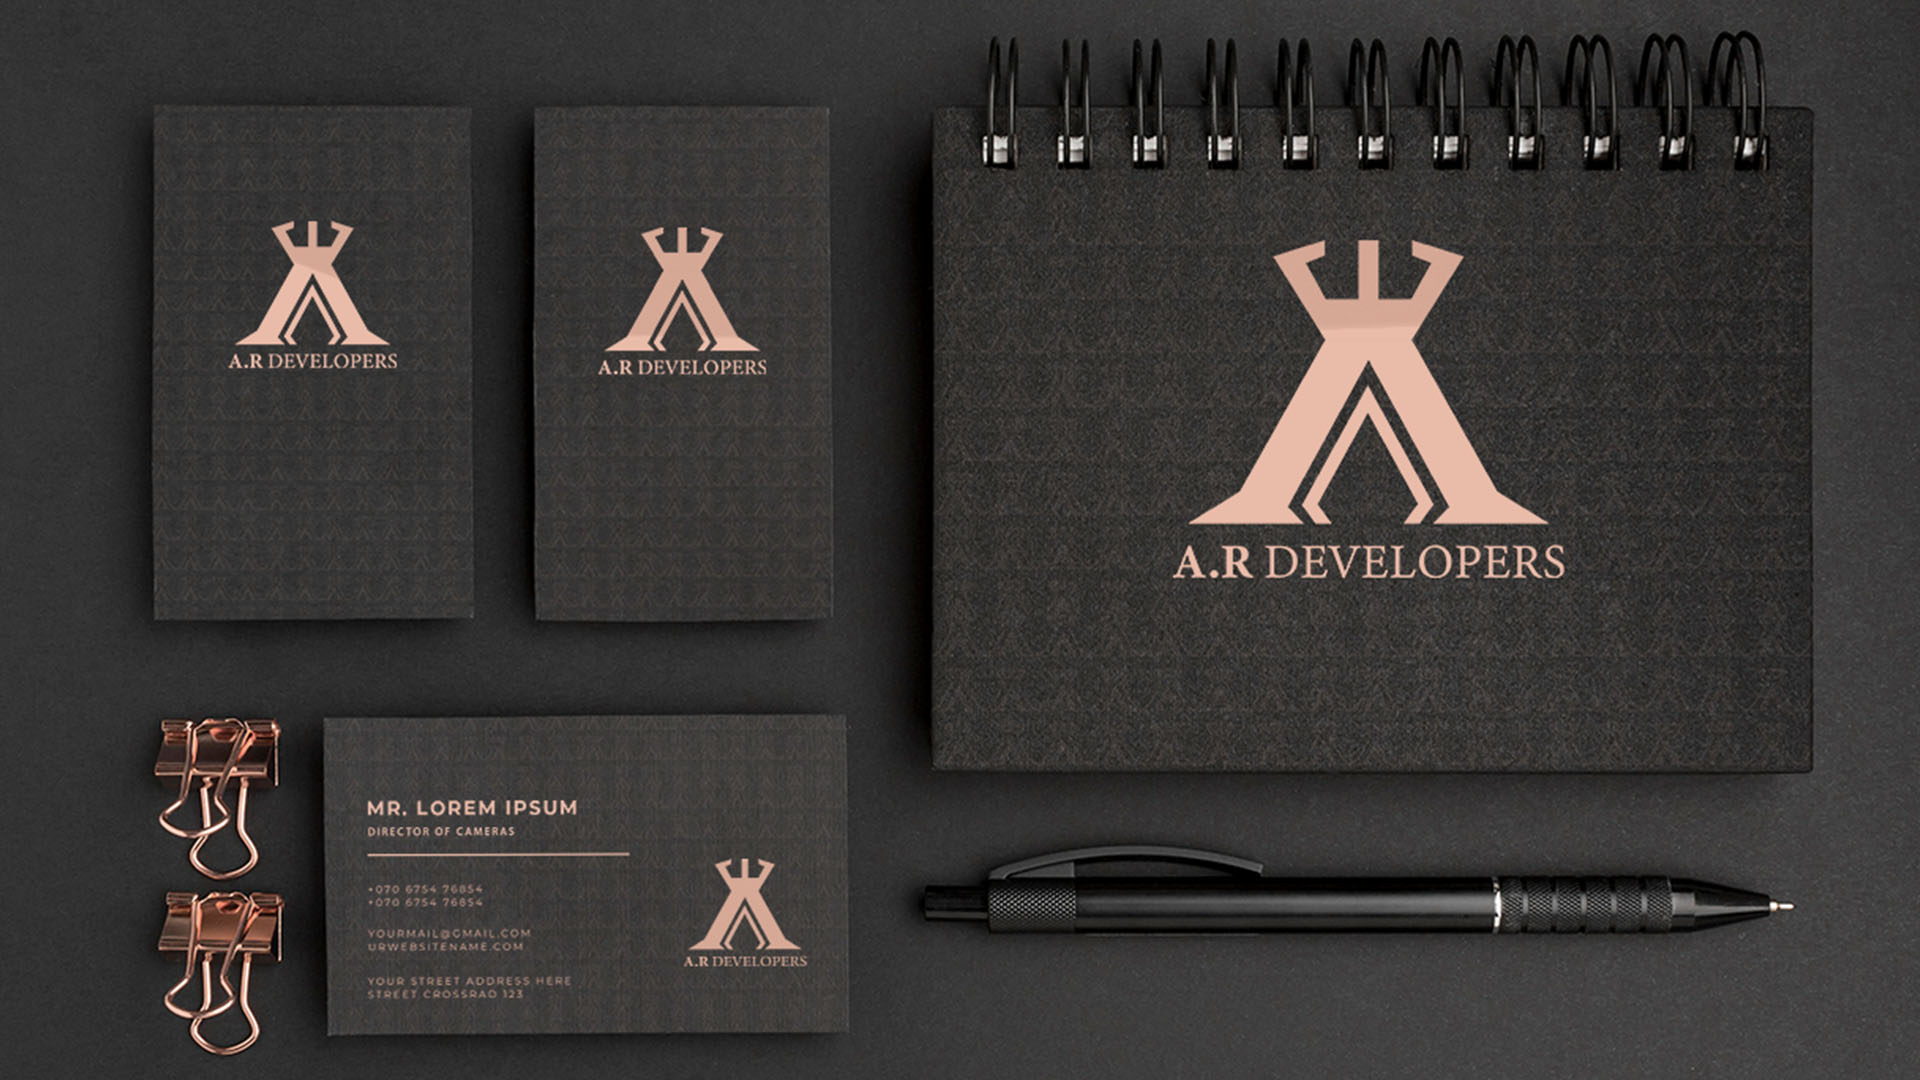 A.R DEVELOPERS
A.R DEVELOPERS
A.R DEVELOPERS
MR. LOREM IPSUM
DIRECTOR OF CAMERAS
+070 6754 76854
+070 6754 76854
YOURMAIL@GMAIL.COM
URWEBSITENAME.COM
YOUR STREET ADDRESS HERE
STREET CROSSRAD 123
A.R DEVELOPERS